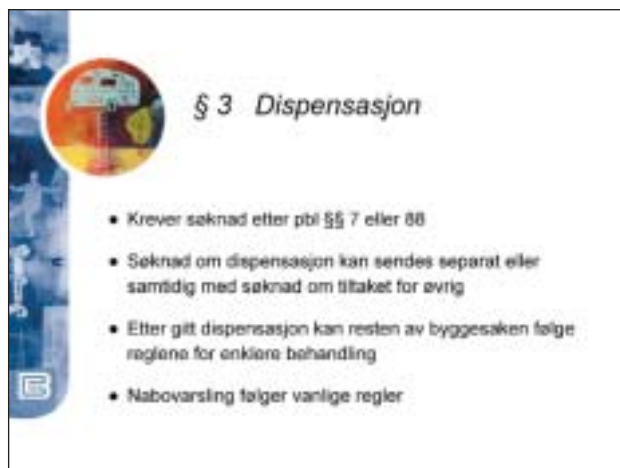 § 3 Dispensasjon
• Krever søknad etter pbl §§ 7 eller 88
• Søknad om dispensasjon kan sendes separat eller
samtidig med søknad om tiltaket for øvrig
• Etter gitt dispensasjon kan resten av byggesaken følge
reglene for enklere behandling
• Nabovarsling følger vanlige regler